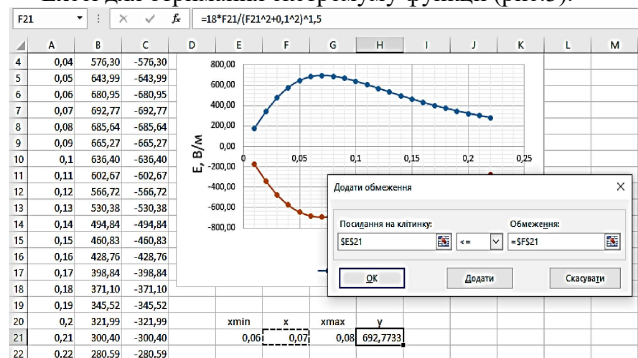 Excel для отримання екстремуму функції (рис.3).
F21 =18*F21/(F21^2+0,1^2)^1,5
A B C D E F G H I J K L M
4 0,04 576,30 -576,30
5 0,05 643,99 -643,99
6 0,06 680,95 -680,95
7 0,07 692,77 -692,77
8 0,08 685,64 -685,64
9 0,09 665,27 -665,27
10 0,1 636,40 -636,40
11 0,11 602,67 -602,67
12 0,12 566,72 -566,72
13 0,13 530,38 -530,38
14 0,14 494,84 -494,84
15 0,15 460,83 -460,83
16 0,16 428,76 -428,76
17 0,17 398,84 -398,84
18 0,18 371,10 -371,10
19 0,19 345,52 -345,52
20 0,2 321,99 -321,99 xmin x xmax y
21 0,21 300,40 -300,40 0,06 0,07 0,08 692,7733
22 0,22 280,59 -280,59
800,00
600,00
400,00
200,00
0,00
-200,00
-400,00
-600,00
-800,00
E, В/м
0 0,05 0,1 0,15 0,2 0,25
Додати обмеження
Посилання на клітинку: Обмеження:
$E$21 <= =$F$21
OK Додати Скасувати